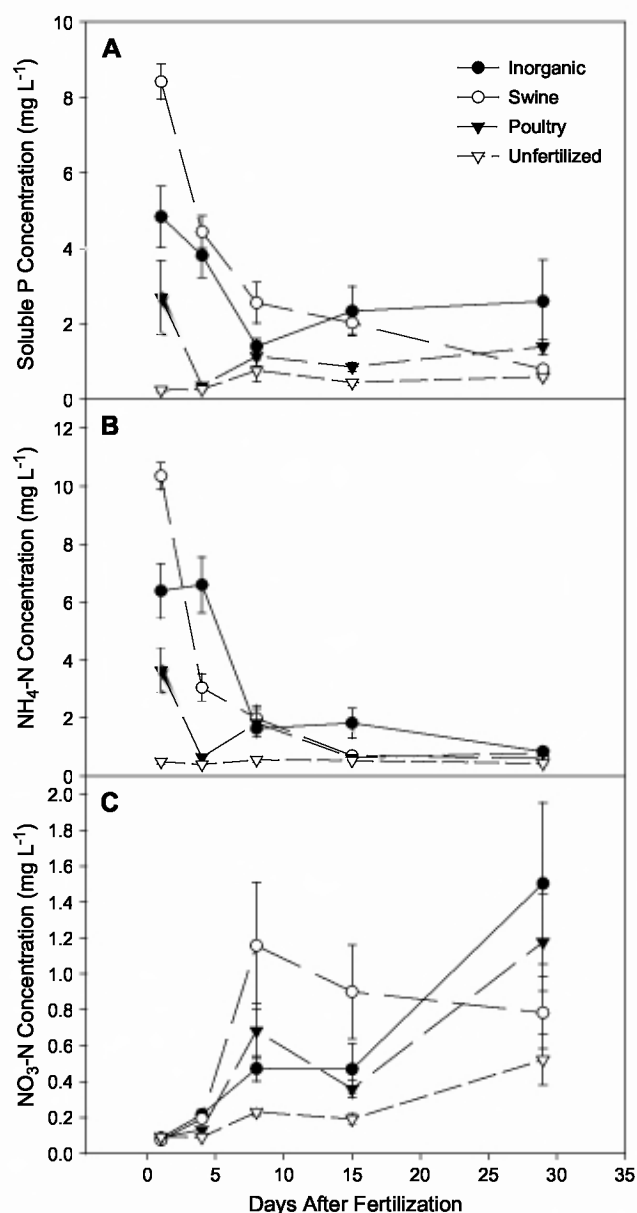 A
Inorganic
Swine
Poultry
Unfertilized
Soluble P Concentration (mg L⁻¹)
10
8
6
4
2
0
B
NH₄-N Concentration (mg L⁻¹)
12
10
8
6
4
2
0
C
NO₃-N Concentration (mg L⁻¹)
2.0
1.8
1.6
1.4
1.2
1.0
0.8
0.6
0.4
0.2
0.0
0 5 10 15 20 25 30 35
Days After Fertilization